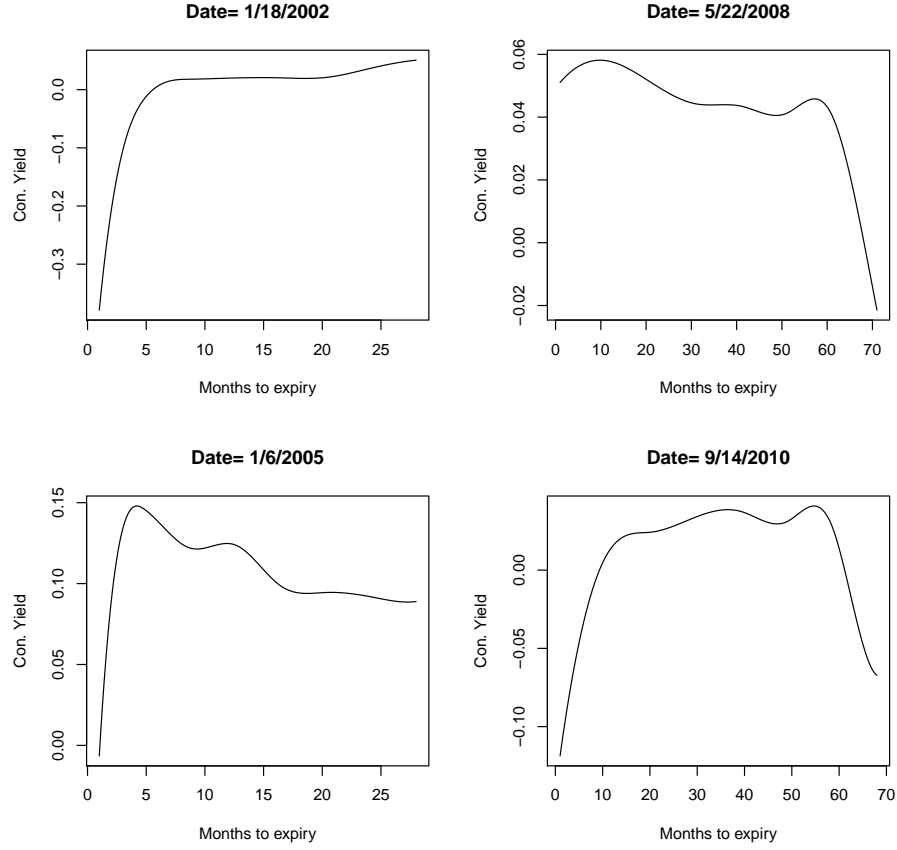 Date= 1/18/2002
Con. Yield
0.0
−0.1
−0.2
−0.3
0 5 10 15 20 25
Months to expiry
Date= 5/22/2008
Con. Yield
0.06
0.04
0.02
0.00
−0.02
0 10 20 30 40 50 60 70
Months to expiry
Date= 1/6/2005
Con. Yield
0.15
0.10
0.05
0.00
0 5 10 15 20 25
Months to expiry
Date= 9/14/2010
Con. Yield
0.00
−0.05
−0.10
0 10 20 30 40 50 60 70
Months to expiry